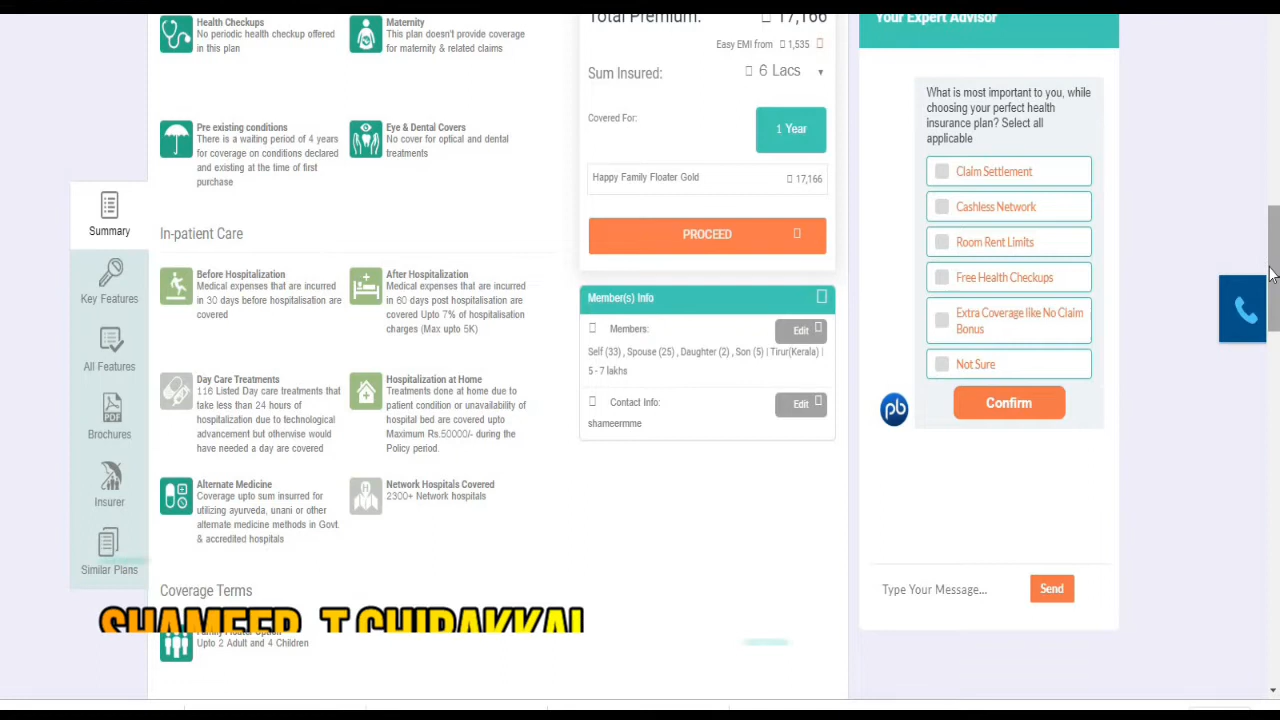 Health Checkups
No periodic health checkup offered
in this plan
Maternity
This plan doesn't provide coverage
for maternity & related claims
Pre existing conditions
There is a waiting period of 4 years
for coverage on conditions declared
and existing at the time of first
purchase
Eye & Dental Covers
No cover for optical and dental
treatments
Summary
Key Features
All Features
Brochures
PDF
Insurer
Similar Plans
In-patient Care
Before Hospitalization
Medical expenses that are incurred
in 30 days before hospitalisation are
covered
After Hospitalization
Medical expenses that are incurred
in 60 days post hospitalisation are
covered Upto 7% of hospitalisation
charges (Max upto 5K)
Day Care Treatments
116 Listed Day care treatments that
take less than 24 hours of
hospitalization due to technological
advancement but otherwise would
have needed a day are covered
Hospitalization at Home
Treatments done at home due to
patient condition or unavailability of
hospital bed are covered upto
Maximum Rs.50000/- during the
Policy period.
Alternate Medicine
Coverage upto sum insurred for
utilizing ayurveda, unani or other
alternate medicine methods in Govt.
& accredited hospitals
Network Hospitals Covered
2300+ Network hospitals
Coverage Terms
SHAMEER T CHIRAKKAL
Family Floater Option
Upto 2 Adult and 4 Children
Total Premium: 17,166
Easy EMI from 1,535
Sum Insured: 6 Lacs
Covered For: 1 Year
Happy Family Floater Gold 17,166
PROCEED
Member(s) Info
Members: Edit
Self (33) , Spouse (25) , Daughter (2) , Son (5) | Tirur(Kerala) |
5 - 7 lakhs
Contact Info: Edit
shameermme
Your Expert Advisor
What is most important to you, while
choosing your perfect health
insurance plan? Select all
applicable
Claim Settlement
Cashless Network
Room Rent Limits
Free Health Checkups
Extra Coverage like No Claim
Bonus
Not Sure
pb
Confirm
Type Your Message...
Send